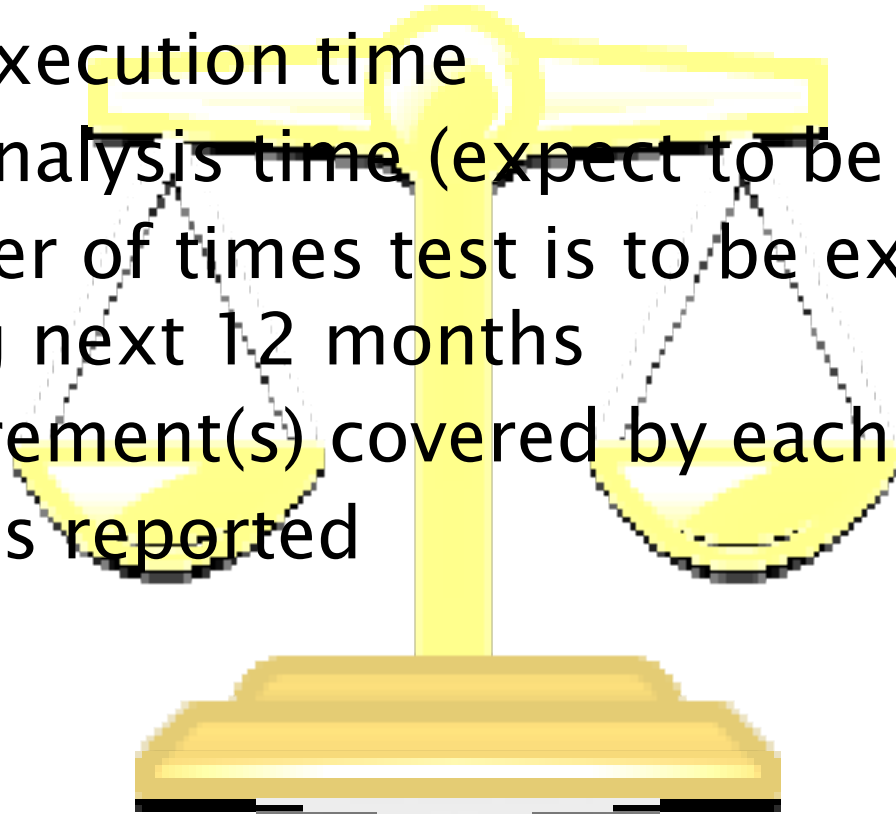 xecution time
nalysis time (expect to be
er of times test is to be ex
next 12 months
rement(s) covered by each
s reported